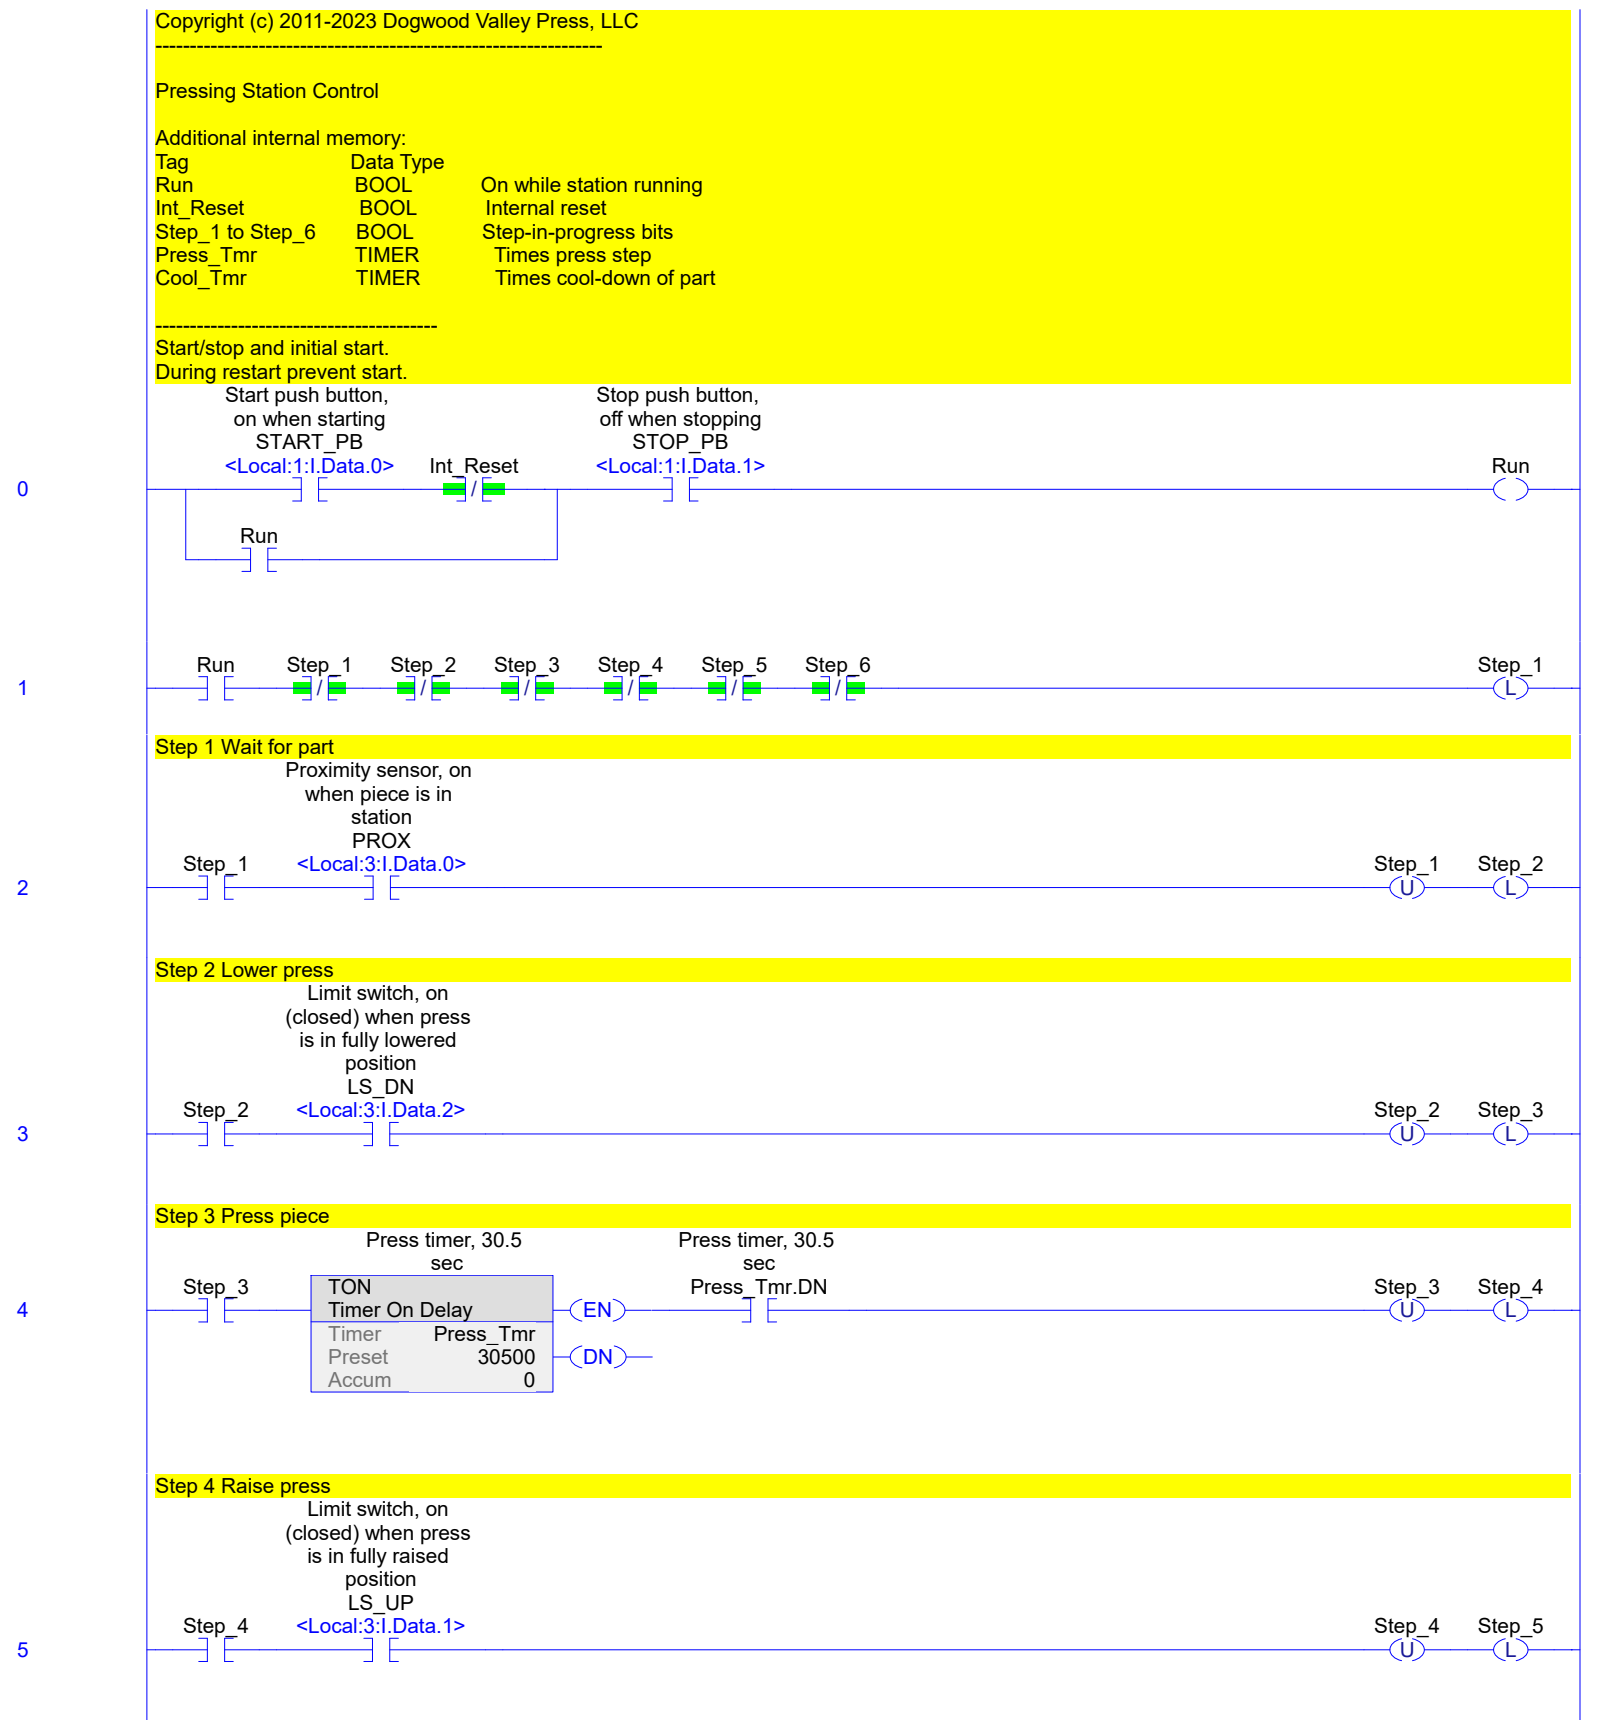 Copyright (c) 2011-2023 Dogwood Valley Press, LLC
-----------------------------------------------------------------
Pressing Station Control
Additional internal memory:
Tag Data Type
Run BOOL On while station running
Int_Reset BOOL Internal reset
Step_1 to Step_6 BOOL Step-in-progress bits
Press_Tmr TIMER Times press step
Cool_Tmr TIMER Times cool-down of part
-----------------------------------------
Start/stop and initial start.
During restart prevent start.
Start push button, Stop push button,
on when starting off when stopping
START_PB STOP_PB
<Local:1:I.Data.0> Int_Reset <Local:1:I.Data.1> Run
0 /
Run
Run Step_1 Step_2 Step_3 Step_4 Step_5 Step_6 Step_1
1 / / / / / / L
Step 1 Wait for part
Proximity sensor, on
when piece is in
station
PROX
Step_1 <Local:3:I.Data.0> Step_1 Step_2
2 U L
Step 2 Lower press
Limit switch, on
(closed) when press
is in fully lowered
position
LS_DN
Step_2 <Local:3:I.Data.2> Step_2 Step_3
3 U L
Step 3 Press piece
Press timer, 30.5 Press timer, 30.5
sec sec
Step_3 TON Press_Tmr.DN Step_3 Step_4
4 Timer On Delay EN U L
Timer Press_Tmr
Preset 30500 DN
Accum 0
Step 4 Raise press
Limit switch, on
(closed) when press
is in fully raised
position
LS_UP
Step_4 <Local:3:I.Data.1> Step_4 Step_5
5 U L